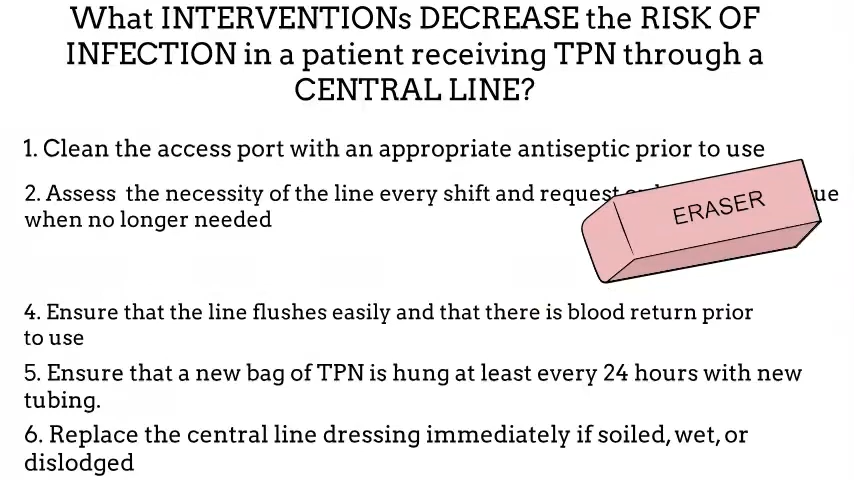 What INTERVENTIONs DECREASE the RISK OF
INFECTION in a patient receiving TPN through a
CENTRAL LINE?
1. Clean the access port with an appropriate antiseptic prior to use
2. Assess the necessity of the line every shift and request
when no longer needed
ERASER
4. Ensure that the line flushes easily and that there is blood return prior
to use
5. Ensure that a new bag of TPN is hung at least every 24 hours with new
tubing.
6. Replace the central line dressing immediately if soiled, wet, or
dislodged